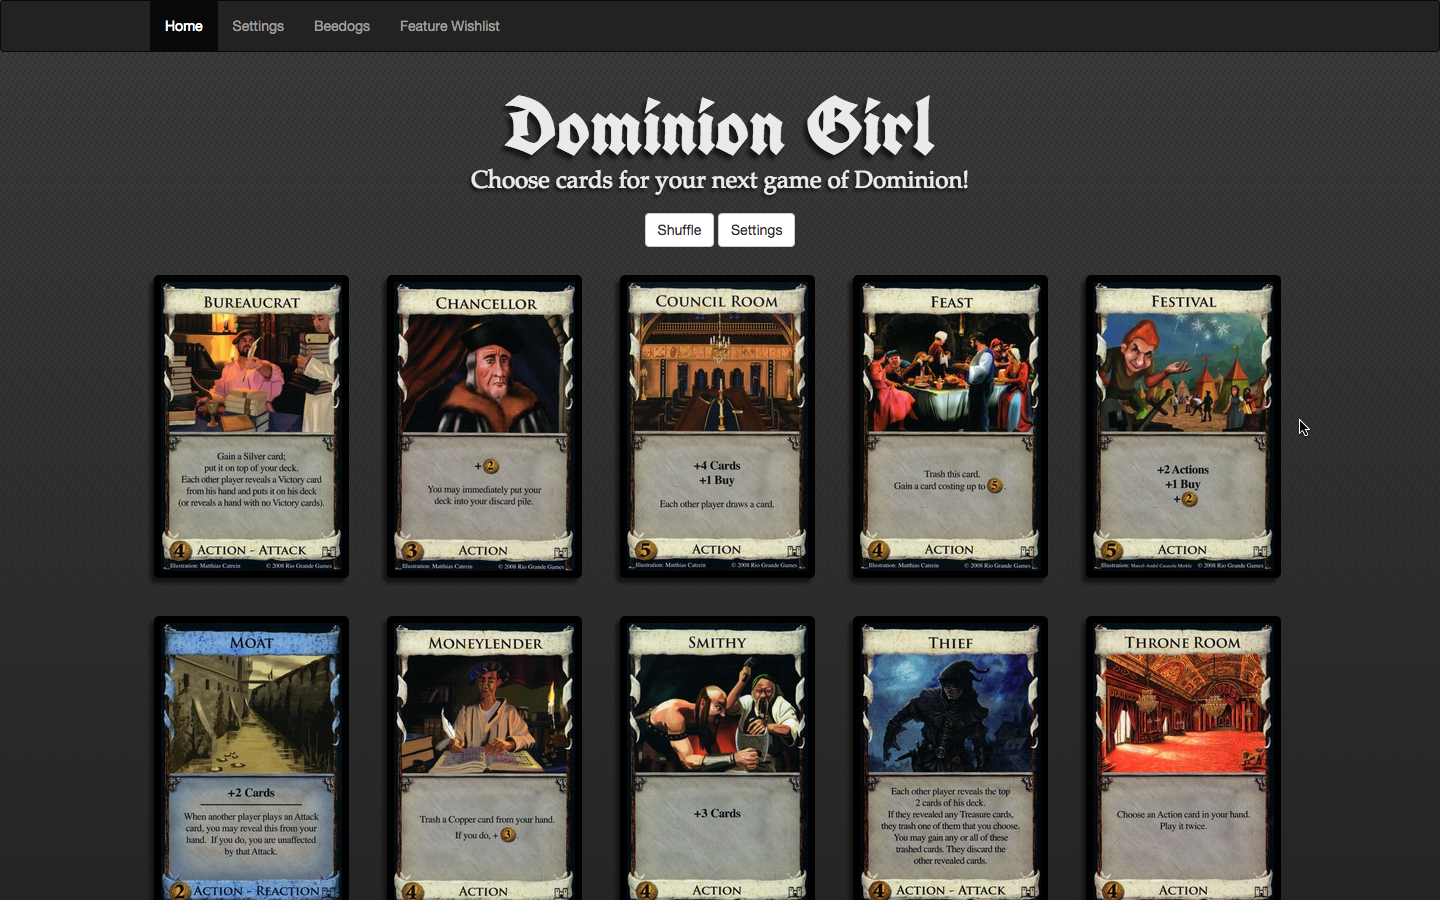 Home Settings Beedogs Feature Wishlist
Dominion Girl
Choose cards for your next game of Dominion!
Shuffle Settings
BUREAUCRAT
Gain a Silver card;
put it on top of your deck.
Each other player reveals a Victory card
from his hand and puts it on his deck
(or reveals a hand with no Victory cards).
4 ACTION - ATTACK
Illustration: Matthias Catrein © 2008 Rio Grande Games
CHANCELLOR
+2
You may immediately put your
deck into your discard pile.
3 ACTION
Illustration: Matthias Catrein © 2008 Rio Grande Games
COUNCIL ROOM
+4 Cards
+1 Buy
Each other player draws a card.
5 ACTION
Illustration: Matthias Catrein © 2008 Rio Grande Games
FEAST
Trash this card.
Gain a card costing up to 5.
4 ACTION
Illustration: Matthias Catrein © 2008 Rio Grande Games
FESTIVAL
+2 Actions
+1 Buy
+2
5 ACTION
Illustration: Marcel-André Casasola Merkle © 2008 Rio Grande Games
MOAT
+2 Cards
When another player plays an Attack
card, you may reveal this from your
hand. If you do, you are unaffected
by that Attack.
2 ACTION - REACTION
MONEYLENDER
Trash a Copper card from your hand.
If you do, +3.
4 ACTION
SMITHY
+3 Cards
4 ACTION
THIEF
Each other player reveals the top
2 cards of his deck.
If they revealed any Treasure cards,
they trash one of them that you choose.
You may gain any or all of these
trashed cards. They discard the
other revealed cards.
4 ACTION - ATTACK
THRONE ROOM
Choose an Action card in your hand.
Play it twice.
4 ACTION